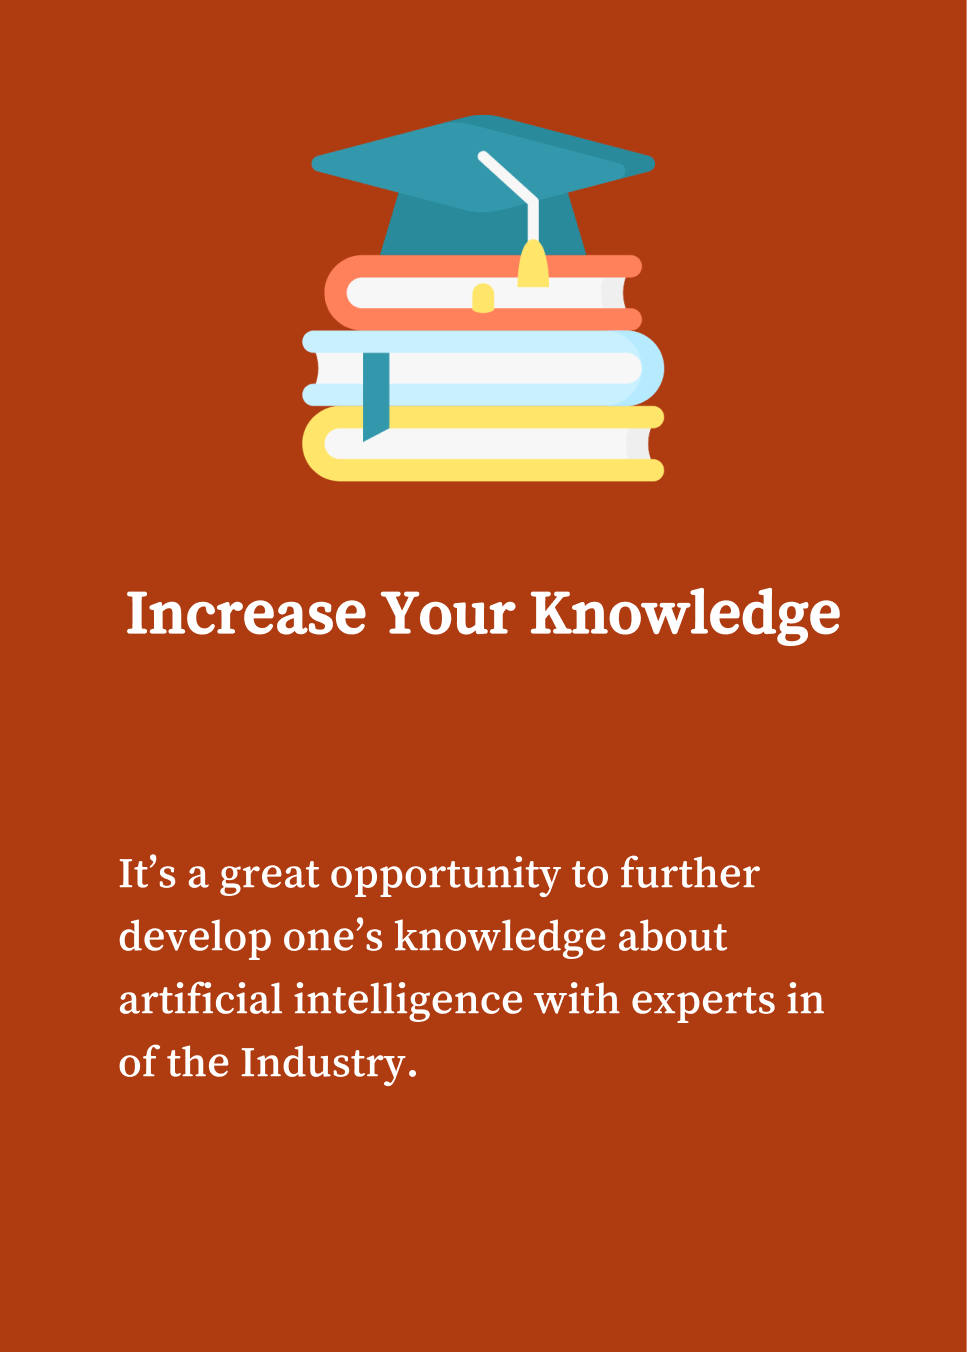 Increase Your Knowledge
It’s a great opportunity to further
develop one’s knowledge about
artificial intelligence with experts in
of the Industry.